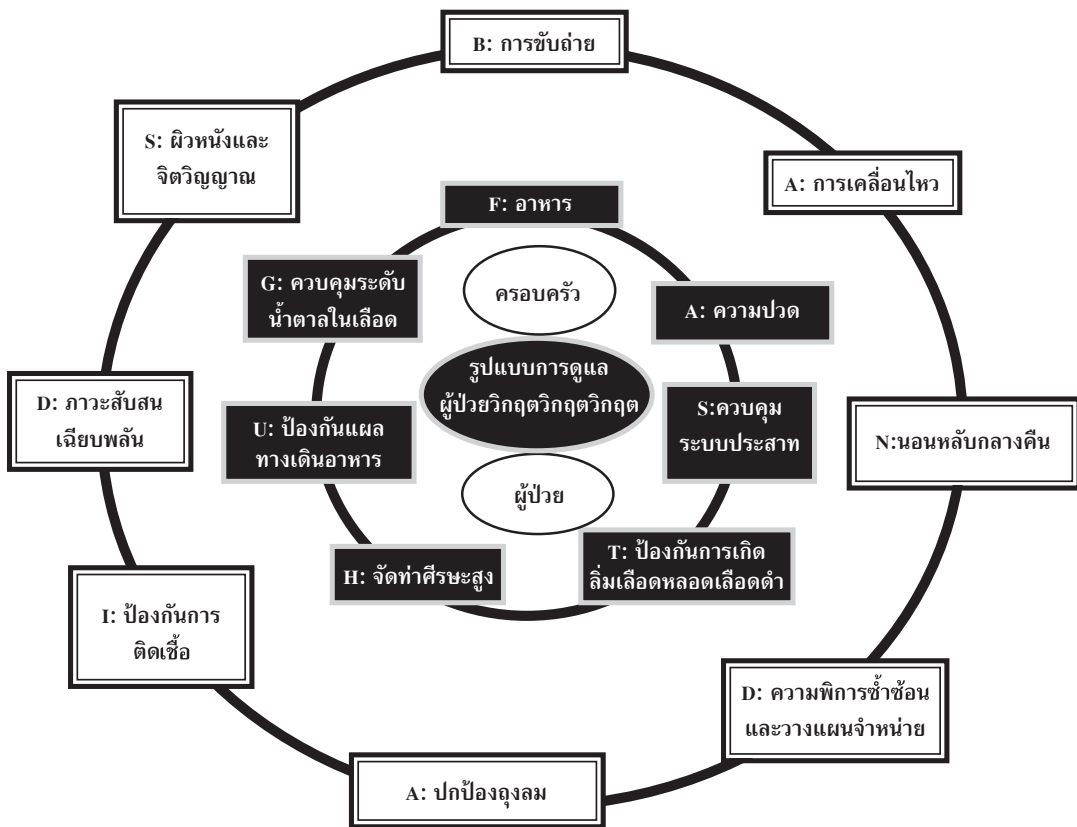 B: การขับถ่าย
S: ผิวหนังและ
จิตวิญญาณ
A: การเคลื่อนไหว
F: อาหาร
G: ควบคุมระดับ
น้ำตาลในเลือด
ครอบครัว
A: ความปวด
รูปแบบการดูแล
ผู้ป่วยวิกฤตวิกฤตวิกฤต
D: ภาวะสับสน
เฉียบพลัน
U: ป้องกันแผล
ทางเดินอาหาร
S:ควบคุม
ระบบประสาท
N:นอนหลับกลางคืน
ผู้ป่วย
H: จัดท่าศีรษะสูง
T: ป้องกันการเกิด
ลิ่มเลือดหลอดเลือดดำ
I: ป้องกันการ
ติดเชื้อ
D: ความพิการซ้ำซ้อน
และวางแผนจำหน่าย
A: ปกป้องถุงลม